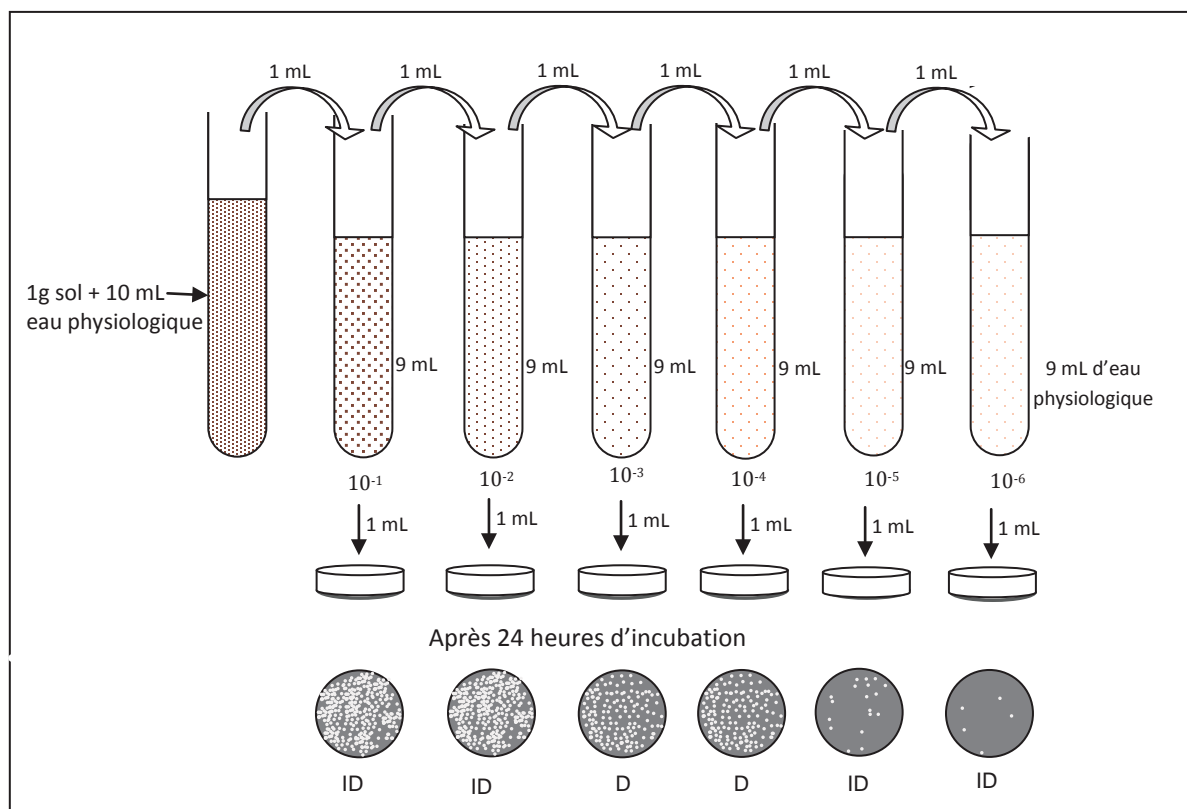 1 mL
1 mL
1 mL
1 mL
1 mL
1 mL
1g sol + 10 mL
eau physiologique
9 mL
9 mL
9 mL
9 mL
9 mL
9 mL d’eau
physiologique
10⁻¹
10⁻²
10⁻³
10⁻⁴
10⁻⁵
10⁻⁶
1 mL
1 mL
1 mL
1 mL
1 mL
1 mL
Après 24 heures d’incubation
ID
ID
D
D
ID
ID